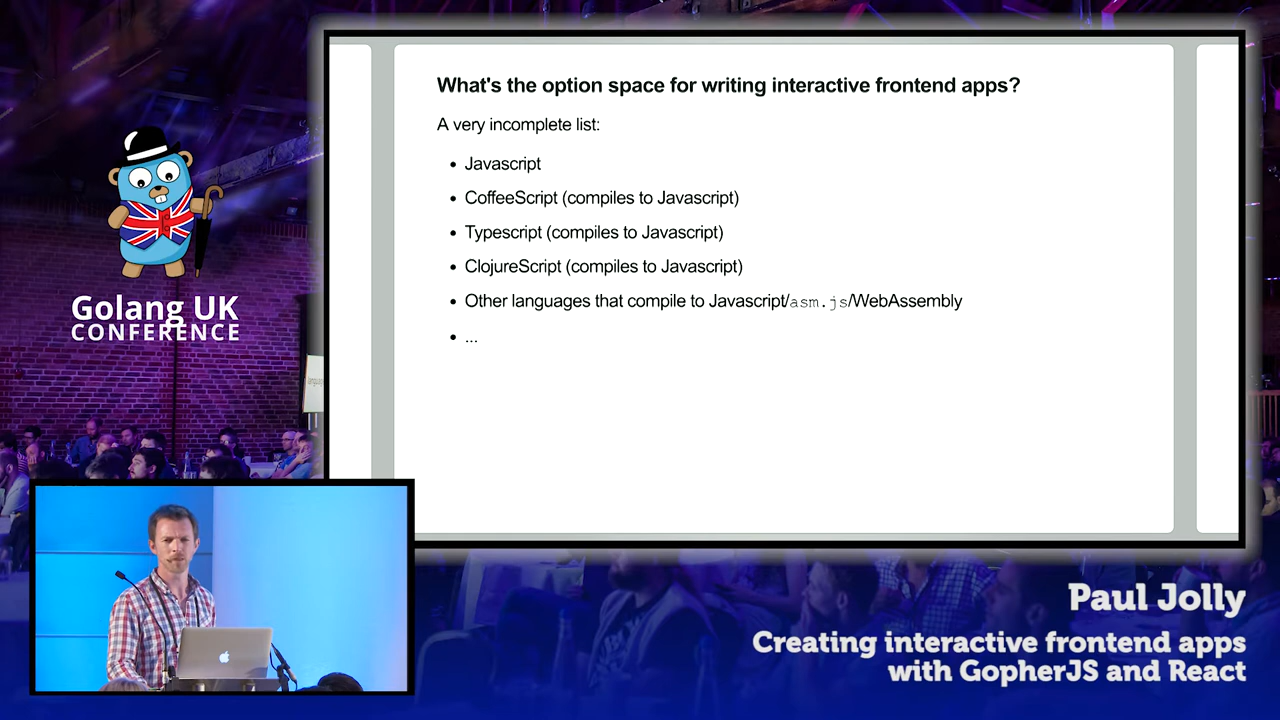 What's the option space for writing interactive frontend apps?
A very incomplete list:
• Javascript
• CoffeeScript (compiles to Javascript)
• Typescript (compiles to Javascript)
• ClojureScript (compiles to Javascript)
• Other languages that compile to Javascript/asm.js/WebAssembly
• ...
Golang UK
CONFERENCE
Paul Jolly
Creating interactive frontend apps
with GopherJS and React